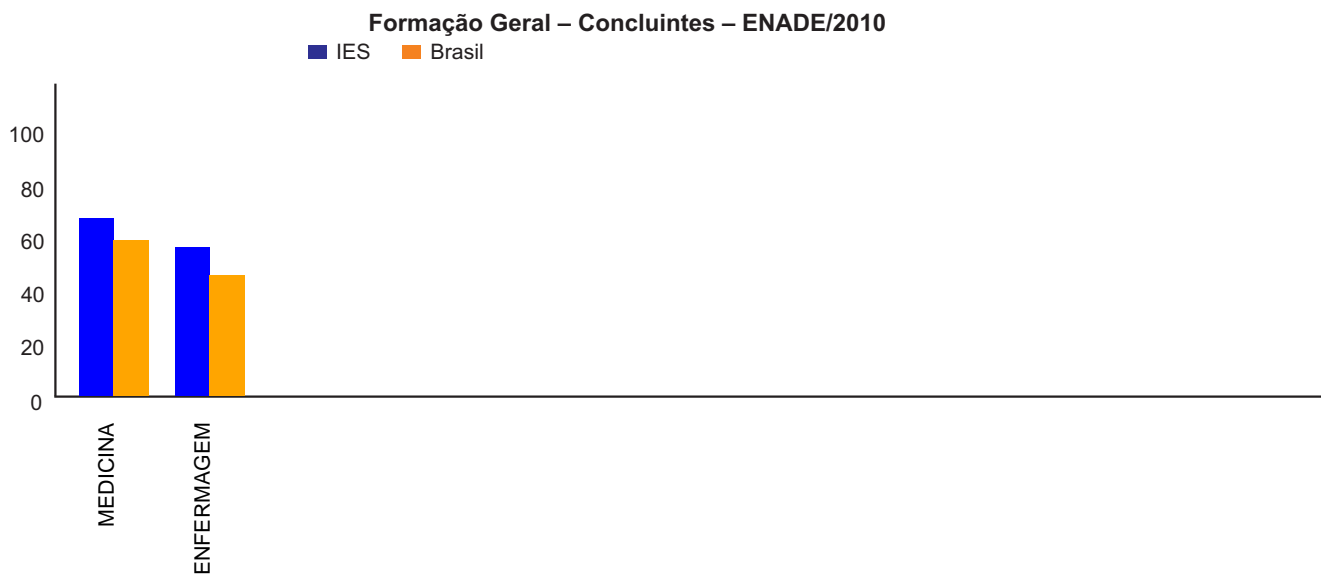 Formação Geral – Concluintes – ENADE/2010
IES Brasil
100
80
60
40
20
0
MEDICINA
ENFERMAGEM